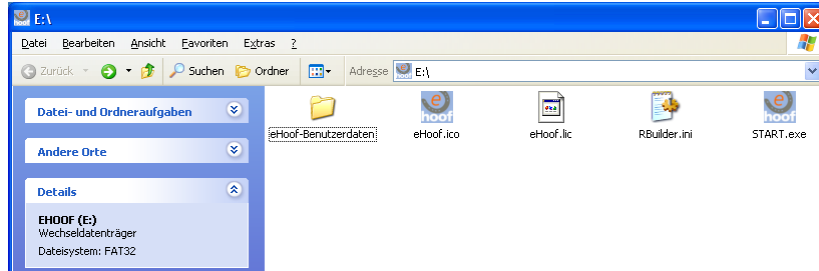 E:\
Datei Bearbeiten Ansicht Favoriten Extras ?
Zurück Suchen Ordner Adresse E:\
Datei- und Ordneraufgaben
Andere Orte
Details
EHOOF (E:)
Wechseldatenträger
Dateisystem: FAT32
eHoof-Benutzerdaten eHoof.ico eHoof.lic RBuilder.ini START.exe